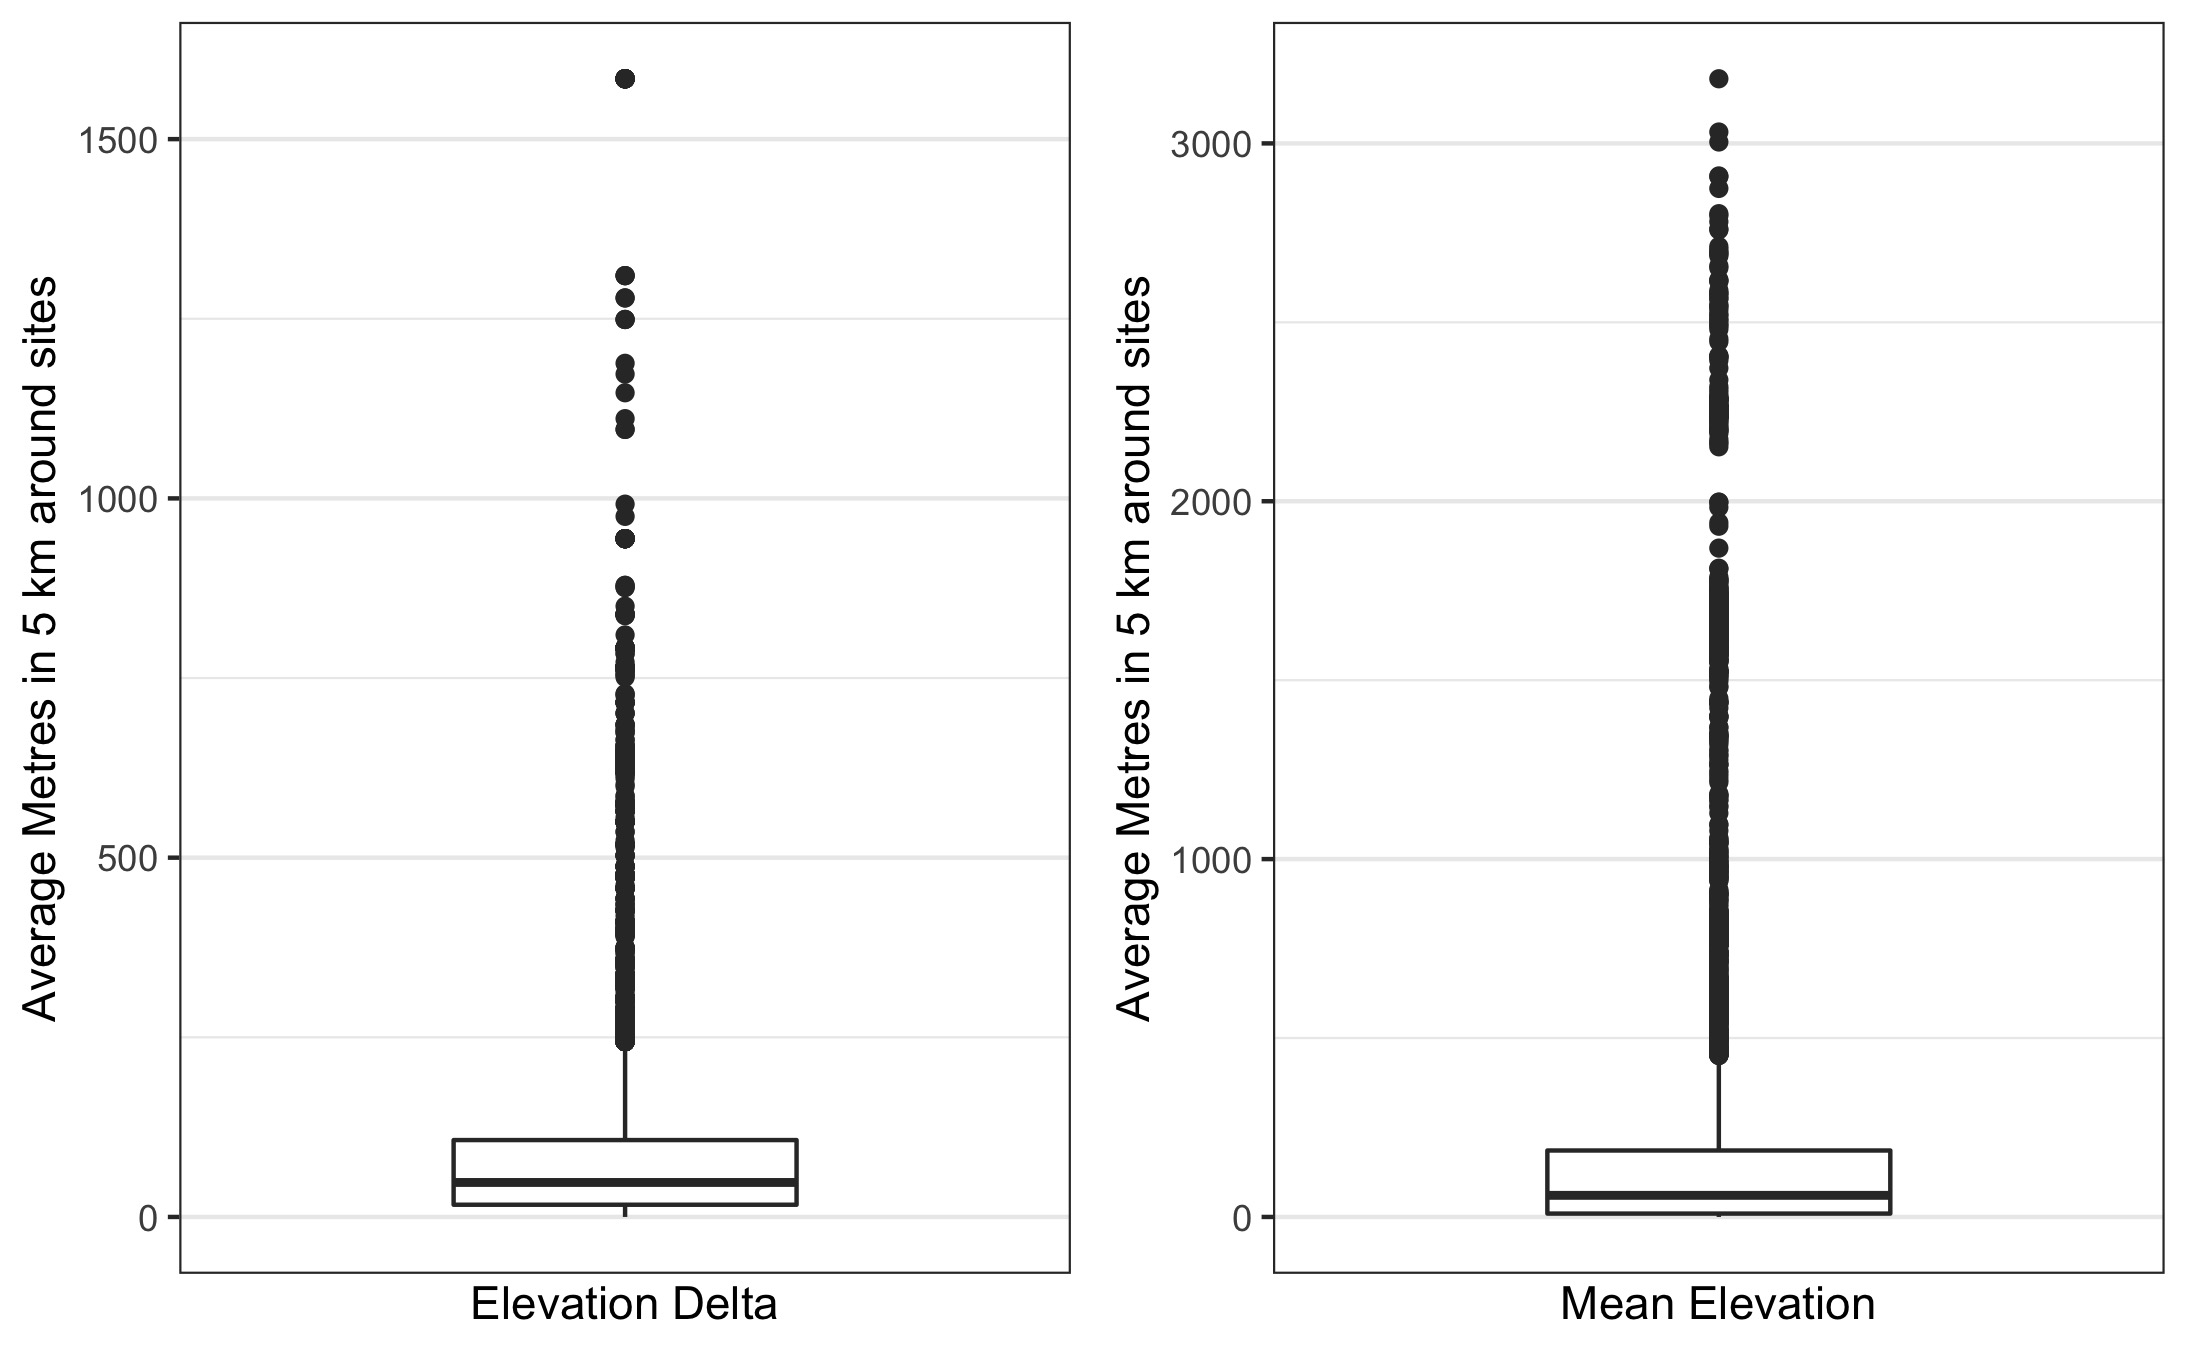 Average Metres in 5 km around sites
1500
1000
500
0
Elevation Delta
Average Metres in 5 km around sites
3000
2000
1000
0
Mean Elevation